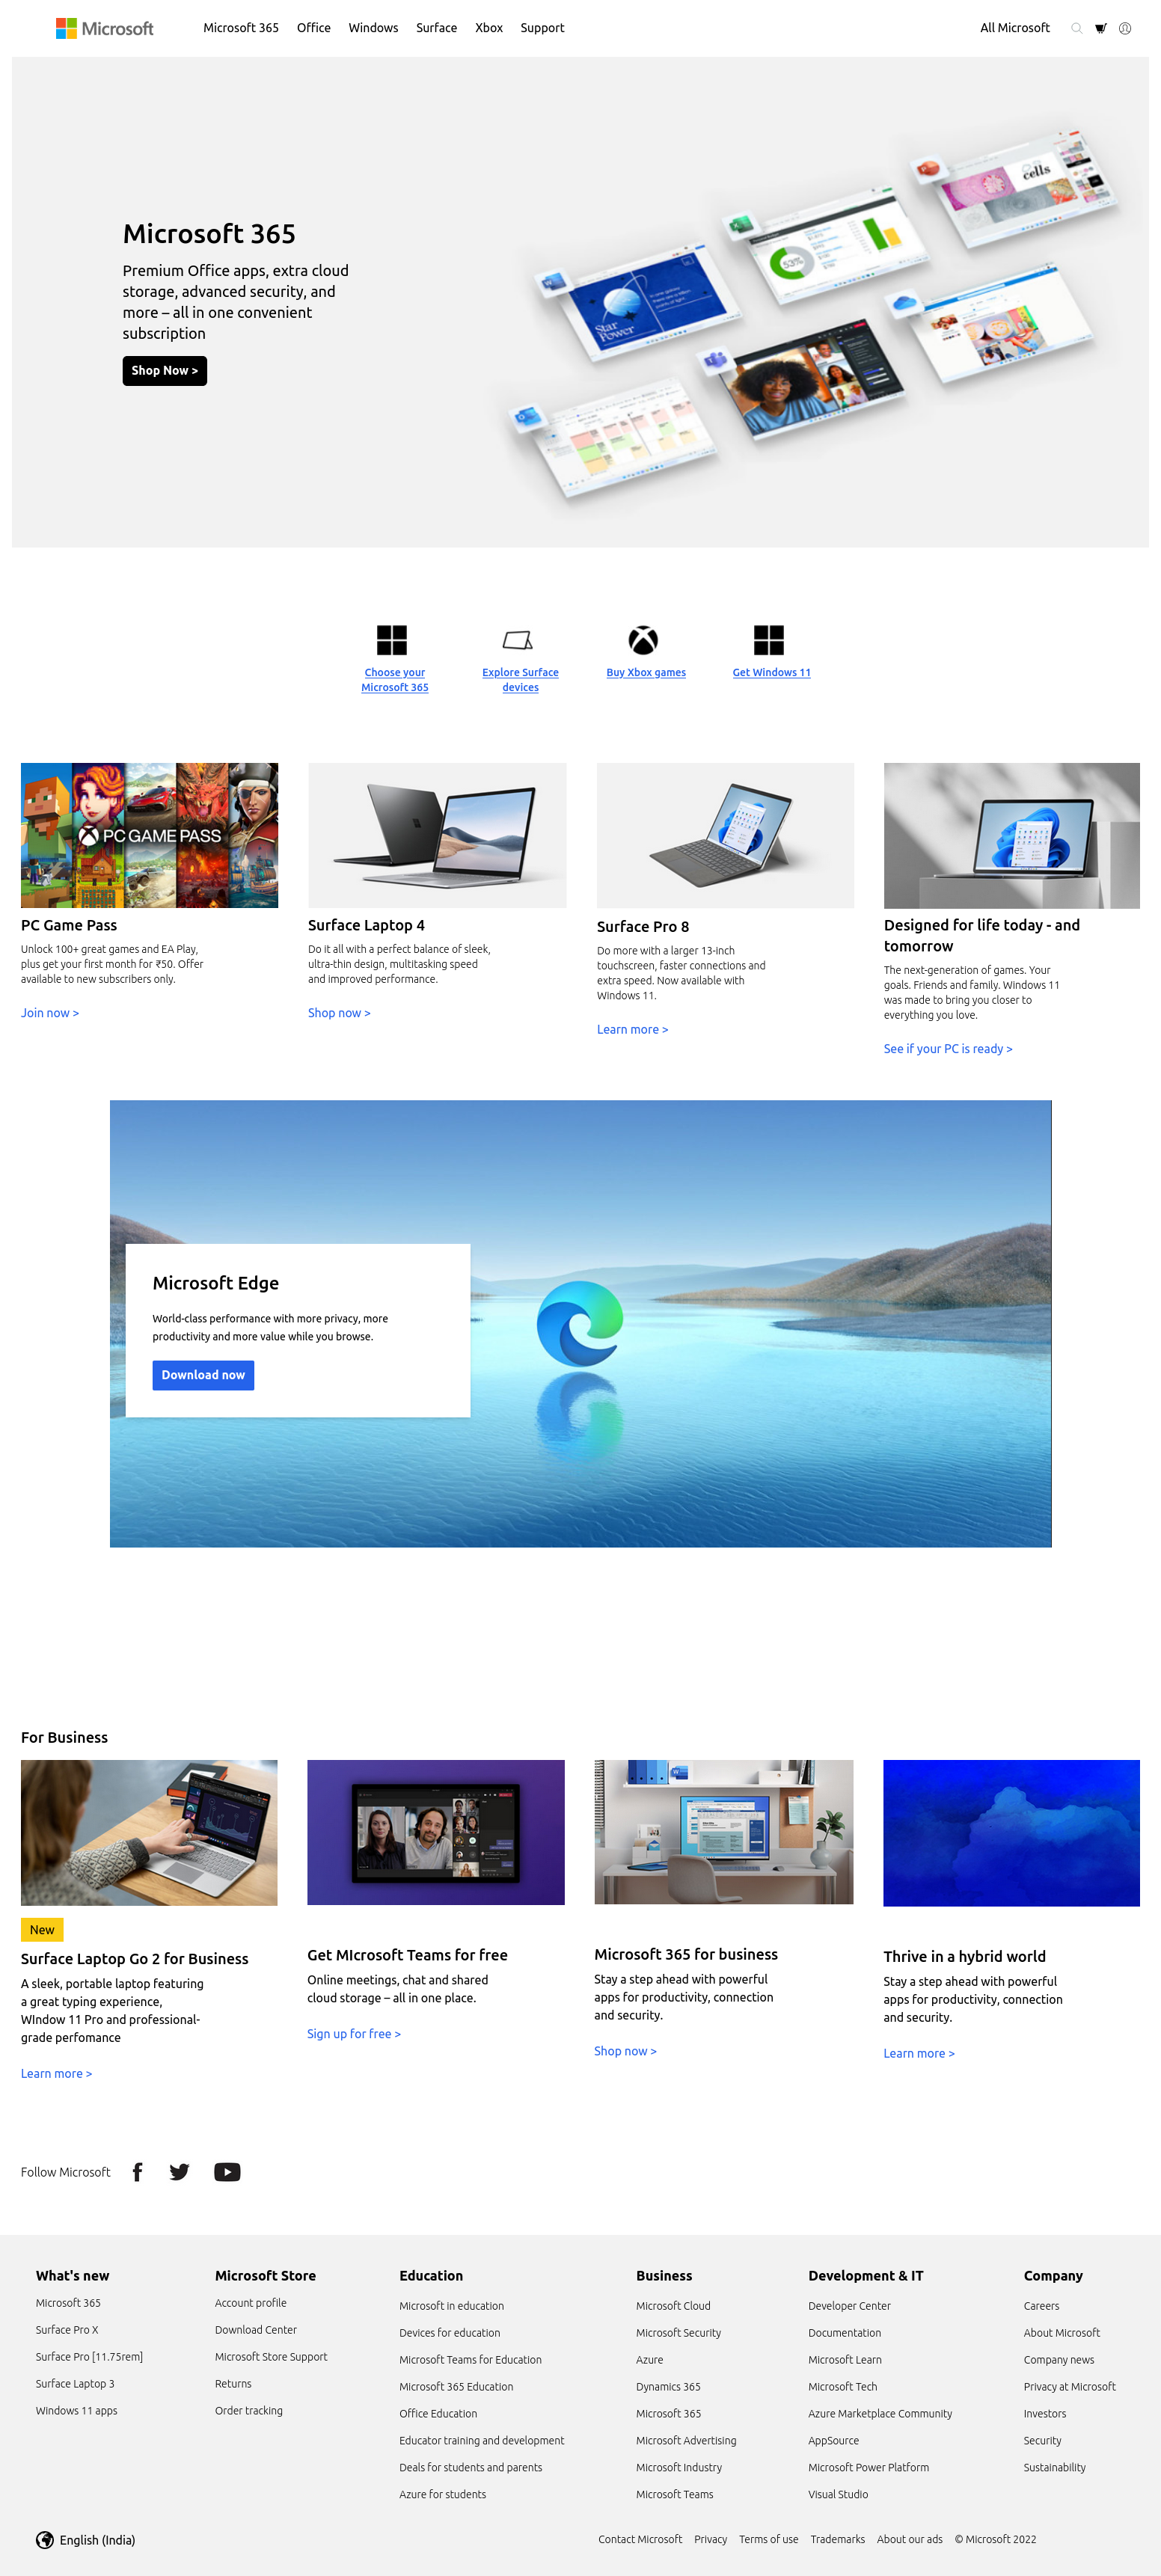 Microsoft
Microsoft 365 Office Windows Surface Xbox Support
All Microsoft
Microsoft 365
Premium Office apps, extra cloud
storage, advanced security, and
more – all in one convenient
subscription
Shop Now >
Star
Power
53%
cells
Choose your
Microsoft 365
Explore Surface
devices
Buy Xbox games
Get Windows 11
PC GAME PASS
PC Game Pass
Unlock 100+ great games and EA Play,
plus get your first month for ₹50. Offer
available to new subscribers only.
Join now >
Surface Laptop 4
Do it all with a perfect balance of sleek,
ultra-thin design, multitasking speed
and improved performance.
Shop now >
Surface Pro 8
Do more with a larger 13-inch
touchscreen, faster connections and
extra speed. Now available with
Windows 11.
Learn more >
Designed for life today - and
tomorrow
The next-generation of games. Your
goals. Friends and family. Windows 11
was made to bring you closer to
everything you love.
See if your PC is ready >
Microsoft Edge
World-class performance with more privacy, more
productivity and more value while you browse.
Download now
For Business
New
Surface Laptop Go 2 for Business
A sleek, portable laptop featuring
a great typing experience,
WIndow 11 Pro and professional-
grade perfomance
Learn more >
Get MIcrosoft Teams for free
Online meetings, chat and shared
cloud storage – all in one place.
Sign up for free >
Microsoft 365 for business
Stay a step ahead with powerful
apps for productivity, connection
and security.
Shop now >
Thrive in a hybrid world
Stay a step ahead with powerful
apps for productivity, connection
and security.
Learn more >
Follow Microsoft
What's new
Microsoft 365
Surface Pro X
Surface Pro [11.75rem]
Surface Laptop 3
Windows 11 apps
Microsoft Store
Account profile
Download Center
Microsoft Store Support
Returns
Order tracking
Education
Microsoft in education
Devices for education
Microsoft Teams for Education
Microsoft 365 Education
Office Education
Educator training and development
Deals for students and parents
Azure for students
Business
Microsoft Cloud
Microsoft Security
Azure
Dynamics 365
Microsoft 365
Microsoft Advertising
Microsoft Industry
Microsoft Teams
Development & IT
Developer Center
Documentation
Microsoft Learn
Microsoft Tech
Azure Marketplace Community
AppSource
Microsoft Power Platform
Visual Studio
Company
Careers
About Microsoft
Company news
Privacy at Microsoft
Investors
Security
Sustainability
English (India)
Contact Microsoft Privacy Terms of use Trademarks About our ads © Microsoft 2022